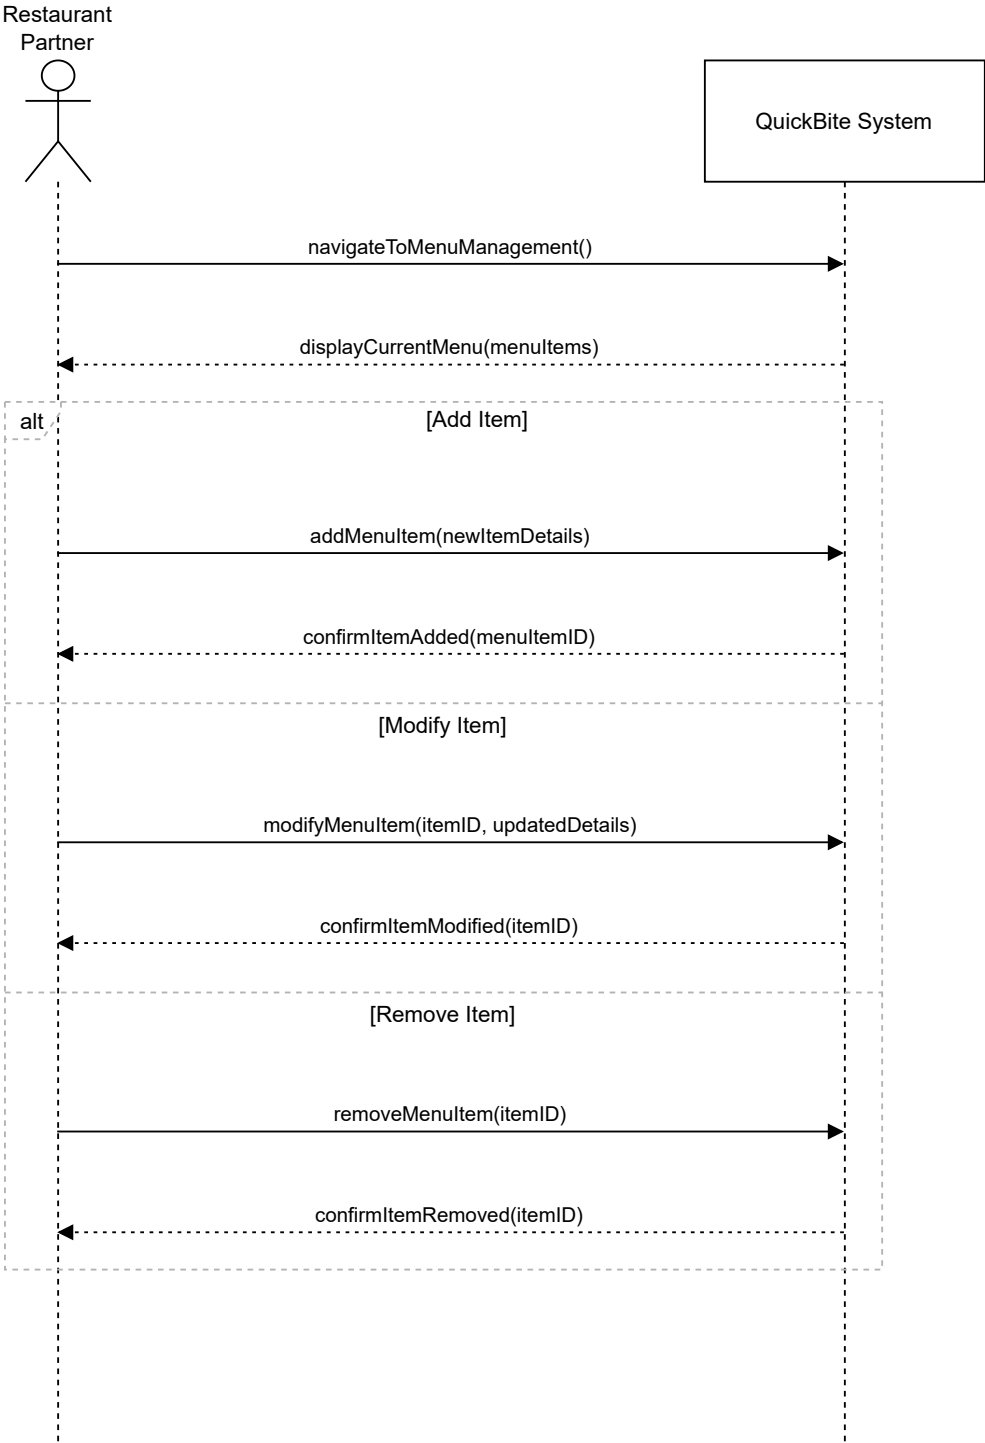 Restaurant
Partner
QuickBite System
navigateToMenuManagement()
displayCurrentMenu(menuItems)
alt
[Add Item]
addMenuItem(newItemDetails)
confirmItemAdded(menuItemID)
[Modify Item]
modifyMenuItem(itemID, updatedDetails)
confirmItemModified(itemID)
[Remove Item]
removeMenuItem(itemID)
confirmItemRemoved(itemID)